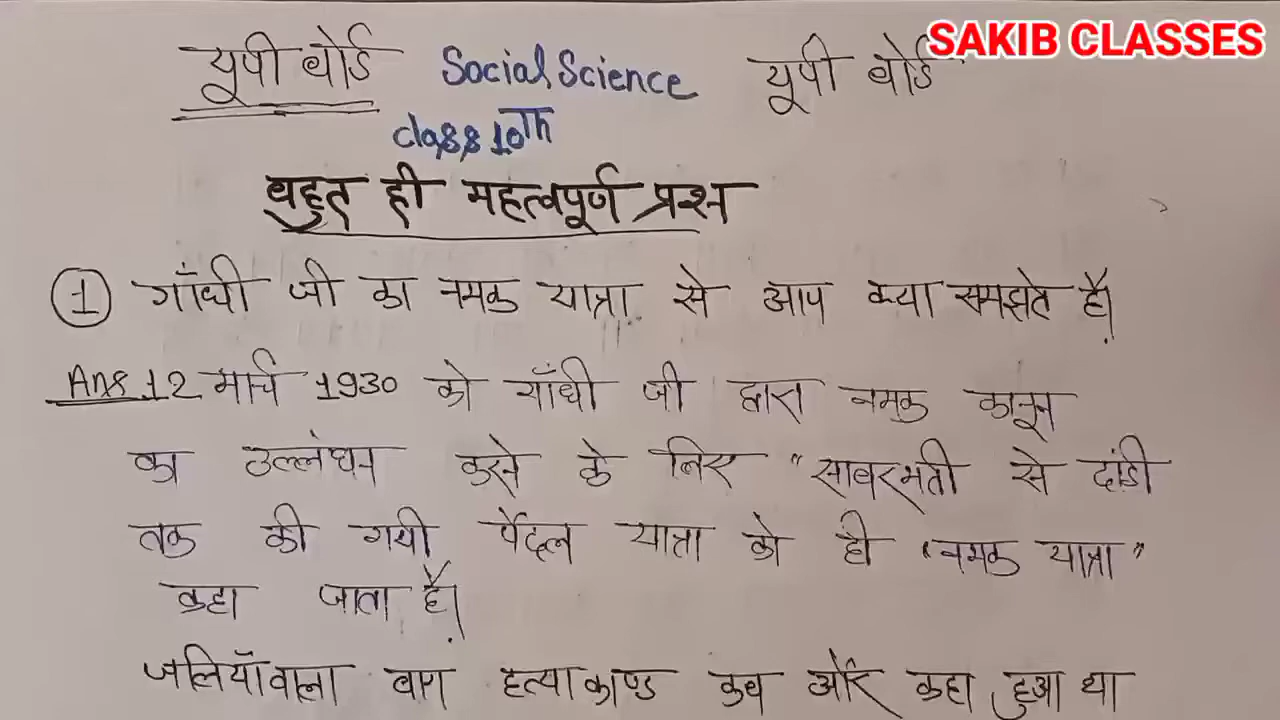 SAKIB CLASSES
यूपी बोर्ड Social Science यूपी बोर्ड
class 10Th
बहुत ही महत्वपूर्ण प्रश्न
1 गाँधी जी का नमक यात्रा से आप क्या समझते है।
Ans 12 मार्च 1930 को गाँधी जी द्वारा नमक कानून
का उल्लंघन करने के लिए "साबरमती से दांडी
तक की गयी पैदल यात्रा को ही "नमक यात्रा"
कहा जाता है।
जलियाँवाला बाग हत्याकाण्ड कब और कहा हुआ था